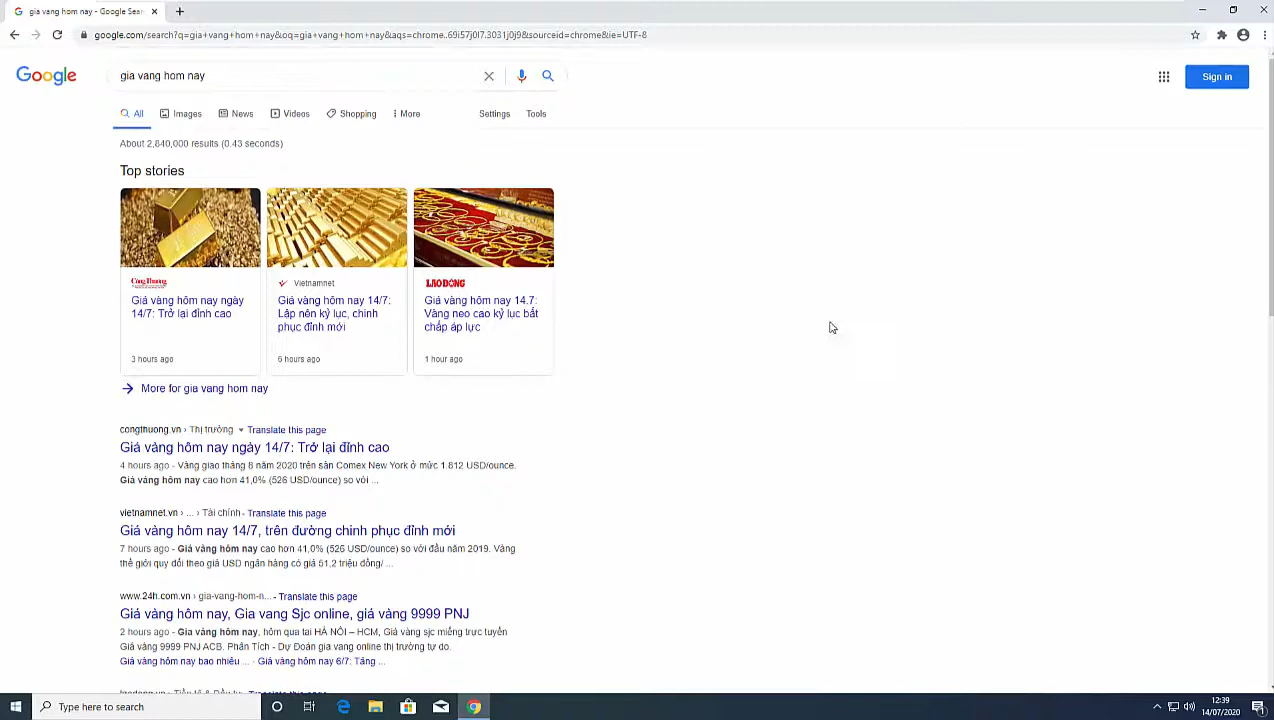 gia vang hom nay - Google Sear
google.com/search?q=gia+vang+hom+nay&oq=gia+vang+hom+nay&aqs=chrome..69i57j0l7.3031j0j9&sourceid=chrome&ie=UTF-8
Google
gia vang hom nay
Sign in
All
Images
News
Videos
Shopping
More
Settings
Tools
About 2,840,000 results (0.43 seconds)
Top stories
Công Thương
Giá vàng hôm nay ngày
14/7: Trở lại đỉnh cao
3 hours ago
Vietnamnet
Giá vàng hôm nay 14/7:
Lập nên kỷ lục, chinh
phục đỉnh mới
6 hours ago
LAO ĐỘNG
Giá vàng hôm nay 14.7:
Vàng neo cao kỷ lục bất
chấp áp lực
1 hour ago
More for gia vang hom nay
congthuong.vn › Thị trường Translate this page
Giá vàng hôm nay ngày 14/7: Trở lại đỉnh cao
4 hours ago - Vàng giao tháng 8 năm 2020 trên sàn Comex New York ở mức 1.812 USD/ounce.
Giá vàng hôm nay cao hơn 41,0% (526 USD/ounce) so với ...
vietnamnet.vn › ... › Tài chính - Translate this page
Giá vàng hôm nay 14/7, trên đường chinh phục đỉnh mới
7 hours ago - Giá vàng hôm nay cao hơn 41,0% (526 USD/ounce) so với đầu năm 2019. Vàng
thế giới quy đổi theo giá USD ngân hàng có giá 51,2 triệu đồng/ ...
www.24h.com.vn › gia-vang-hom-n... - Translate this page
Giá vàng hôm nay, Gia vang Sjc online, giá vàng 9999 PNJ
2 hours ago - Gia vàng hôm nay, hôm qua tại HÀ NÔI – HCM, Giá vàng sjc miếng trực tuyến
Giá vàng 9999 PNJ ACB. Phân Tích - Dự Đoán gia vang online thị trường tự do.
Giá vàng hôm nay bao nhiêu ... · Giá vàng hôm nay 6/7: Tăng ...
Type here to search
12:39
14/07/2020
1